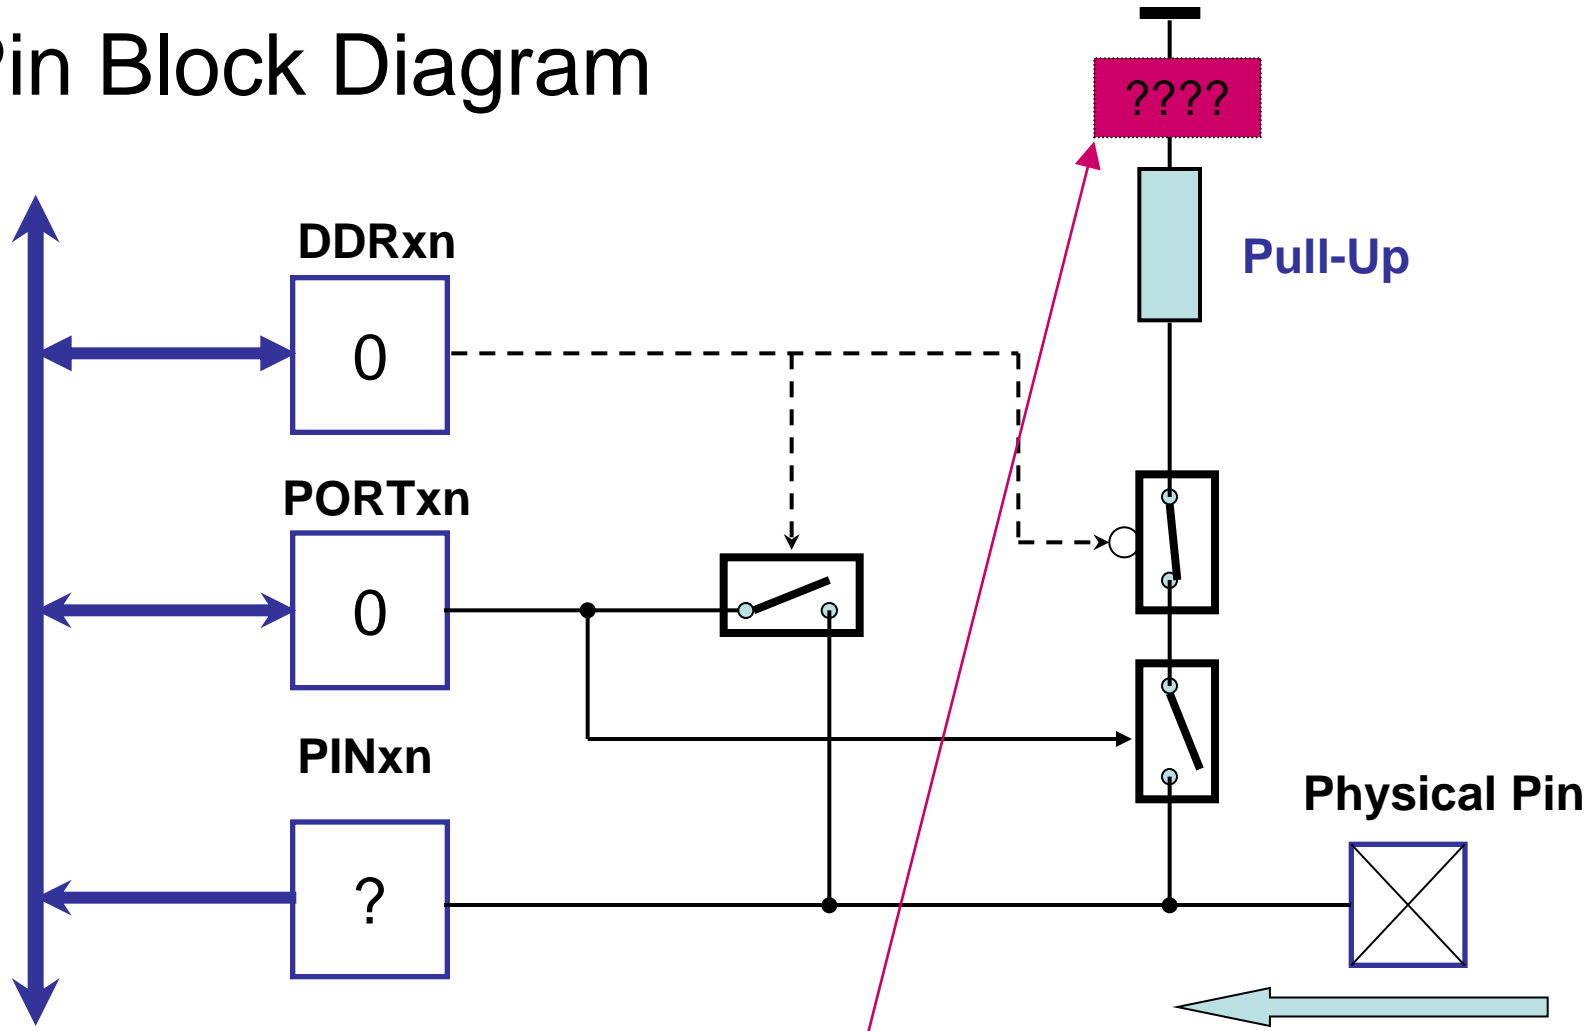 in Block Diagram
????
DDRxn
Pull-Up
0
PORTxn
0
PINxn
Physical Pin
?